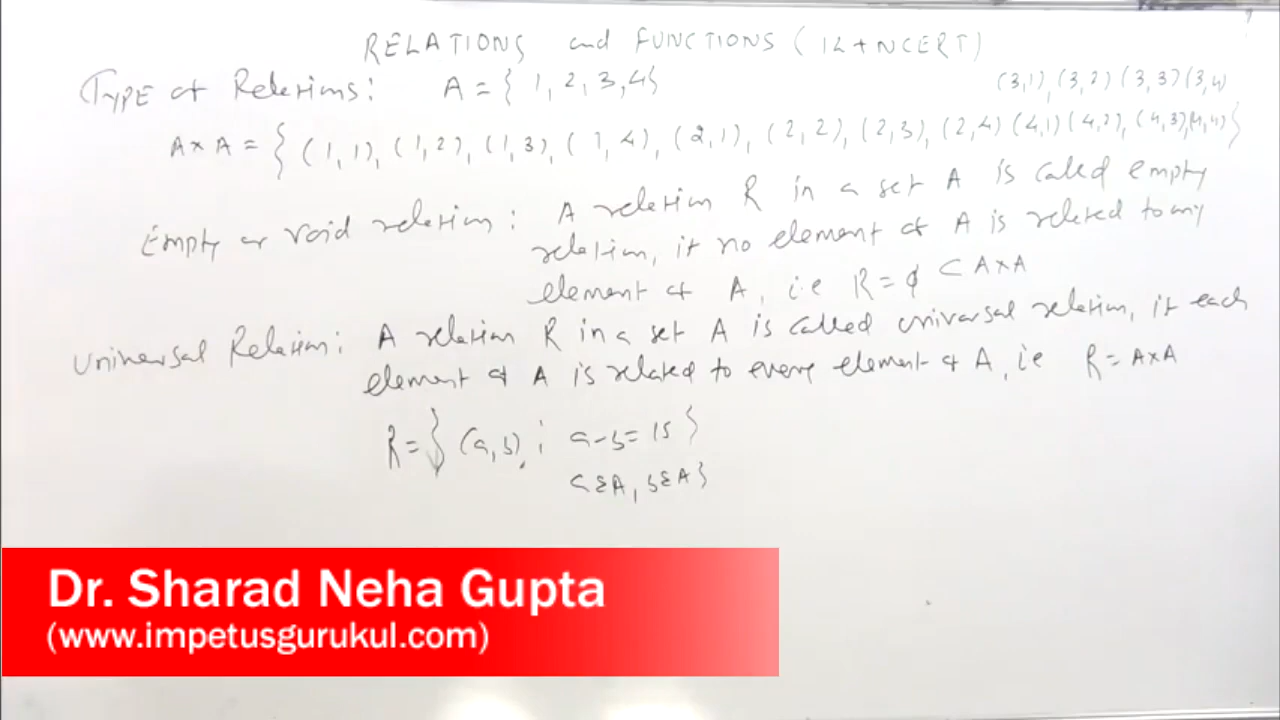 RELATIONS and FUNCTIONS (12th NCERT)
TYPE of Relations: A = { 1, 2, 3, 4}
(3,1), (3,2) (3,3) (3,4)
A×A = { (1,1), (1,2), (1,3) (1,4), (2,1), (2,2), (2,3), (2,4) (4,1) (4,2), (4,3), (4,4) }
Empty or void relation: A relation R in a set A is called empty
relation, if no element of A is related to any
element of A, i.e R = ϕ ⊂ A×A
Universal Relation: A relation R in a set A is called universal relation, if each
element of A is related to every element of A, i.e R = A×A
R = { (a,b) ; a-b = 15 }
a ε A, b ε A }
Dr. Sharad Neha Gupta
(www.impetusgurukul.com)